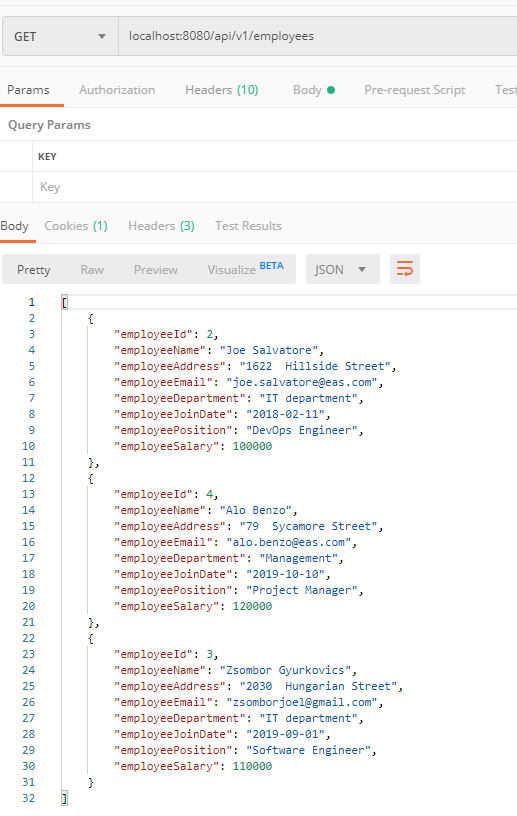 GET localhost:8080/api/v1/employees
Params Authorization Headers (10) Body Pre-request Script Test
Query Params
KEY
Key
Body Cookies (1) Headers (3) Test Results
Pretty Raw Preview Visualize BETA JSON
1 [
2 {
3 "employeeId": 2,
4 "employeeName": "Joe Salvatore",
5 "employeeAddress": "1622  Hillside Street",
6 "employeeEmail": "joe.salvatore@eas.com",
7 "employeeDepartment": "IT department",
8 "employeeJoinDate": "2018-02-11",
9 "employeePosition": "DevOps Engineer",
10 "employeeSalary": 100000
11 },
12 {
13 "employeeId": 4,
14 "employeeName": "Alo Benzo",
15 "employeeAddress": "79  Sycamore Street",
16 "employeeEmail": "alo.benzo@eas.com",
17 "employeeDepartment": "Management",
18 "employeeJoinDate": "2019-10-10",
19 "employeePosition": "Project Manager",
20 "employeeSalary": 120000
21 },
22 {
23 "employeeId": 3,
24 "employeeName": "Zsombor Gyurkovics",
25 "employeeAddress": "2030  Hungarian Street",
26 "employeeEmail": "zsomborjoel@gmail.com",
27 "employeeDepartment": "IT department",
28 "employeeJoinDate": "2019-09-01",
29 "employeePosition": "Software Engineer",
30 "employeeSalary": 110000
31 }
32 ]